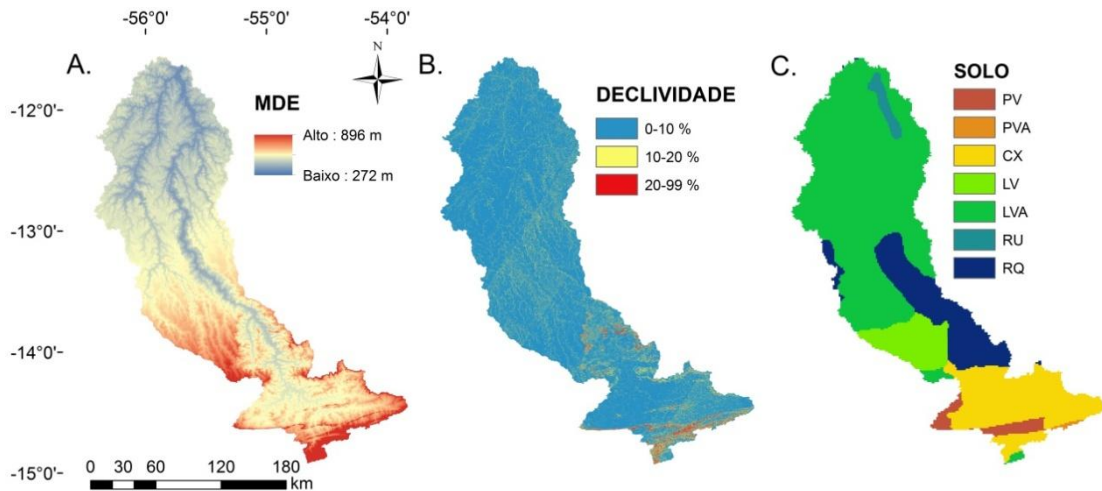 -56°0' -55°0' -54°0'
A.
N
B.
C.
MDE
Alto : 896 m
Baixo : 272 m
DECLIVIDADE
0-10 %
10-20 %
20-99 %
SOLO
PV
PVA
CX
LV
LVA
RU
RQ
-12°0'
-13°0'
-14°0'
-15°0'
0 30 60 120 180
km